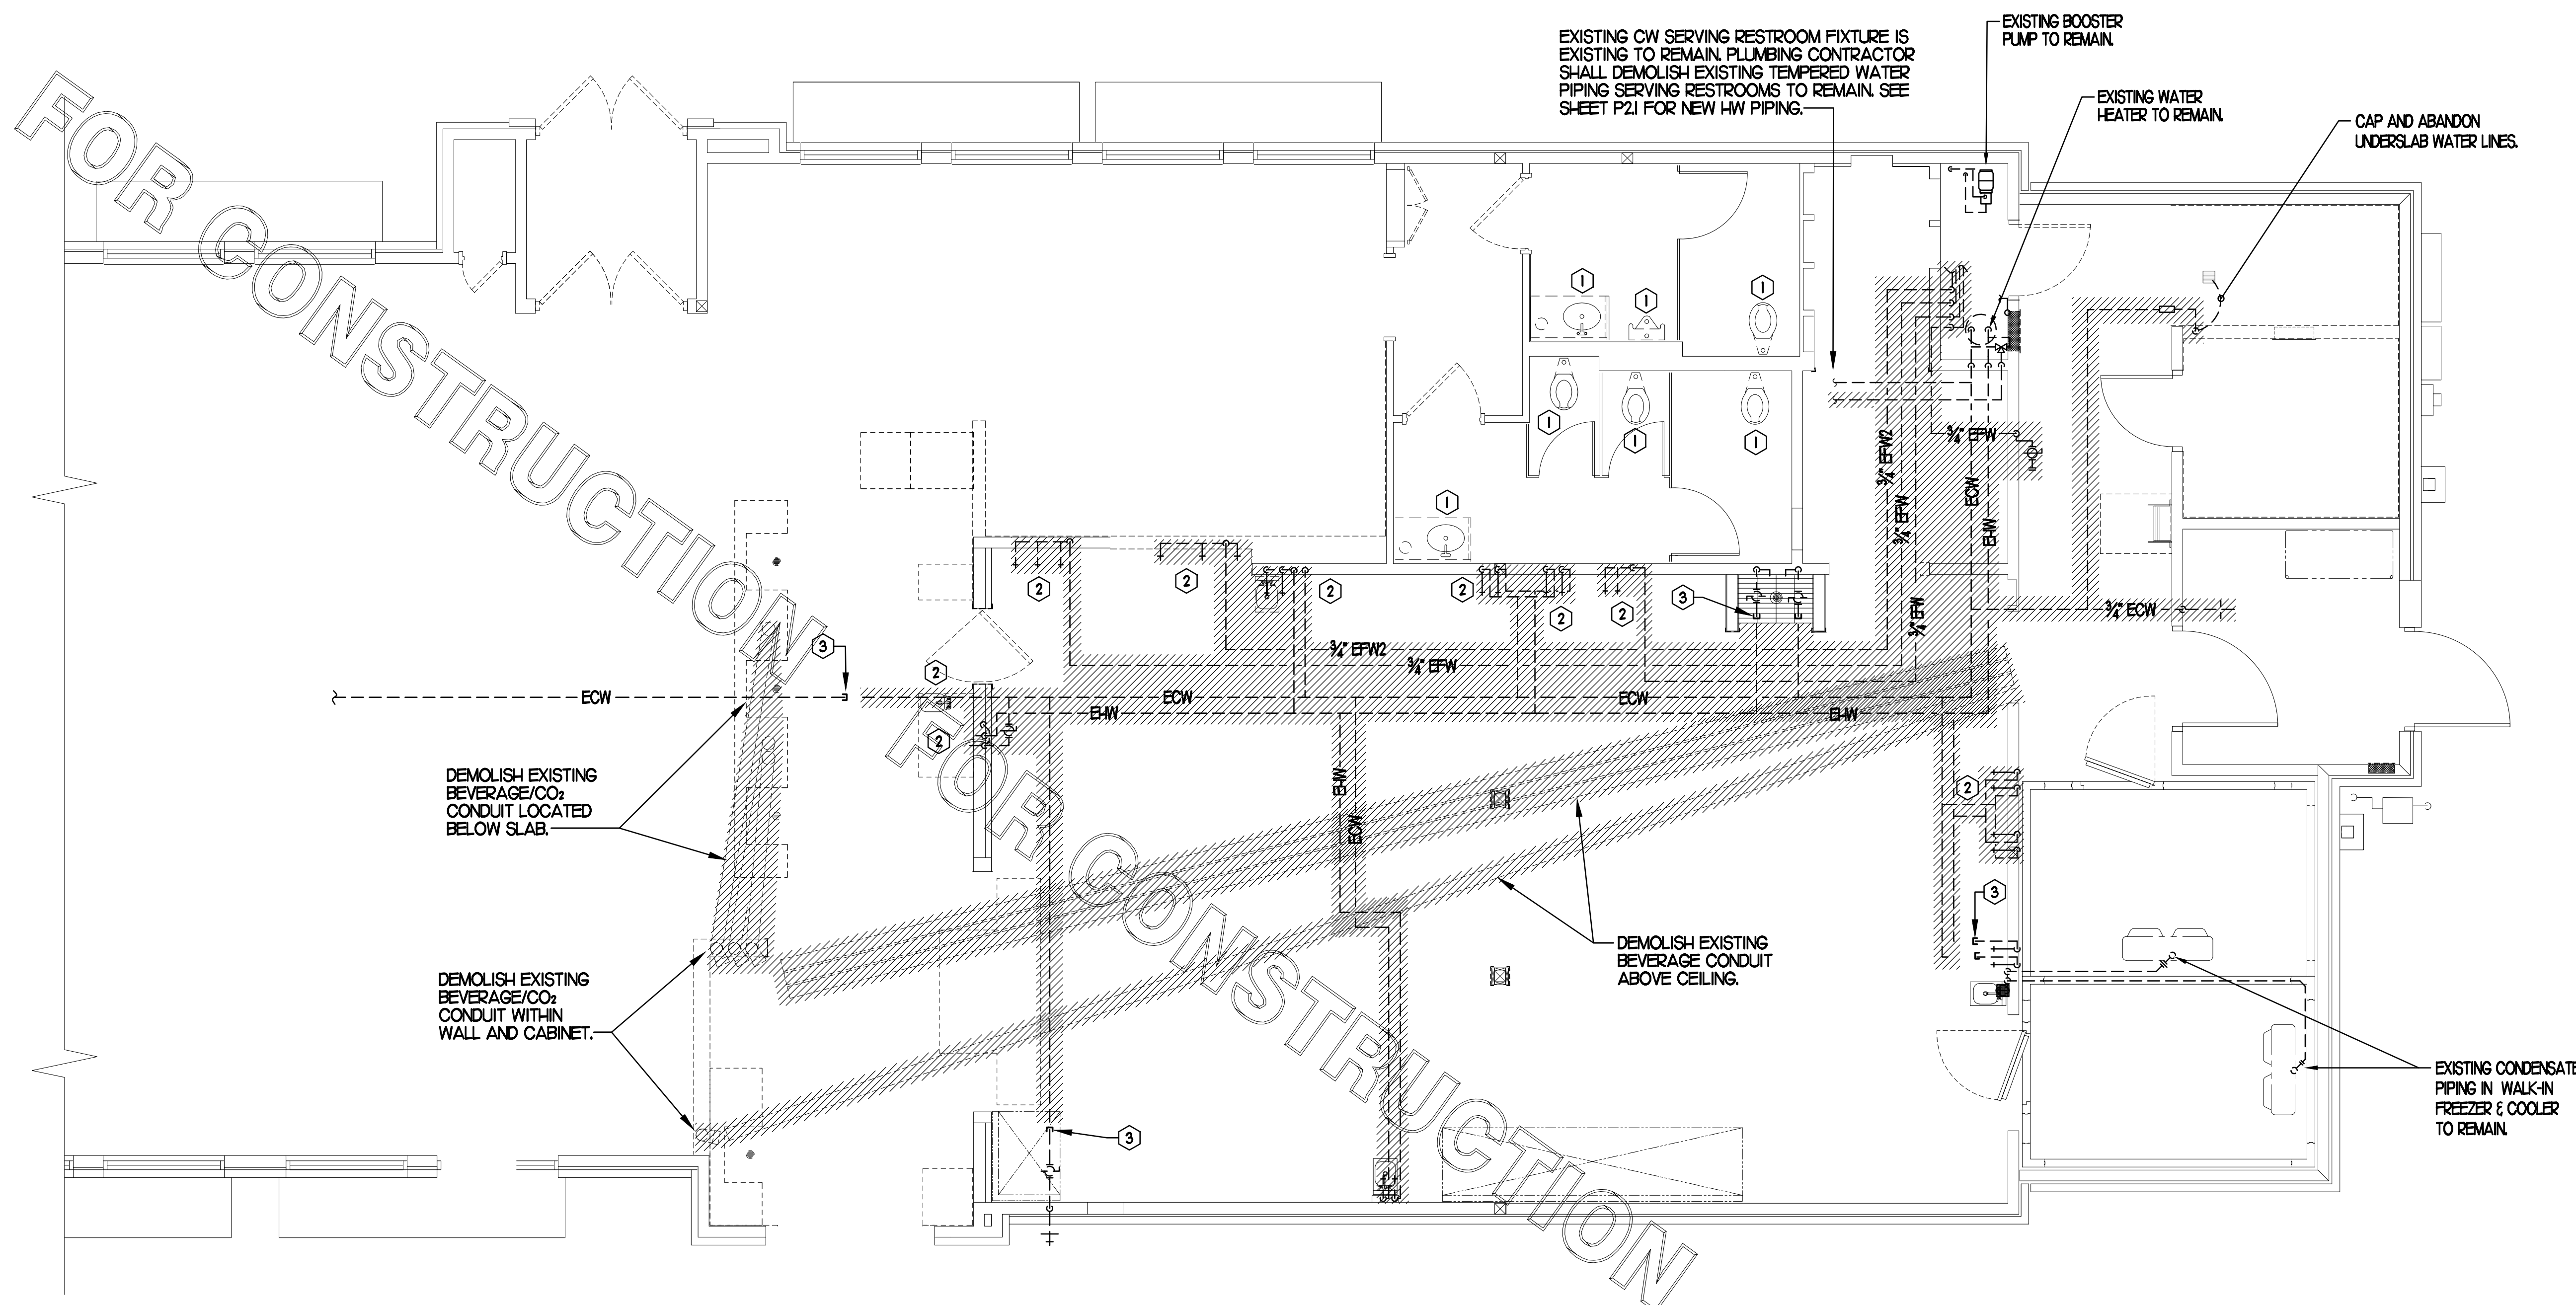 EXISTING BOOSTER
PUMP TO REMAIN.
EXISTING CW SERVING RESTROOM FIXTURE IS
EXISTING TO REMAIN. PLUMBING CONTRACTOR
SHALL DEMOLISH EXISTING TEMPERED WATER
PIPING SERVING RESTROOMS TO REMAIN. SEE
SHEET P2.1 FOR NEW HW PIPING.
EXISTING WATER
HEATER TO REMAIN.
CAP AND ABANDON
UNDERSLAB WATER LINES.
FOR CONSTRUCTION
1
1
1
1
1
1
1
3/4" EFW2
3/4" EFW
3/4" EFW
ECW
EHW
2
2
2
2
2
2
3
3/4" EFW
3/4" ECW
3
3/4" EFW2
3/4" EFW
2
ECW
ECW
ECW
EHW
EHW
2
FOR CONSTRUCTION
DEMOLISH EXISTING
BEVERAGE/CO2
CONDUIT LOCATED
BELOW SLAB.
EHW
ECW
2
3
DEMOLISH EXISTING
BEVERAGE CONDUIT
ABOVE CEILING.
DEMOLISH EXISTING
BEVERAGE/CO2
CONDUIT WITHIN
WALL AND CABINET.
3
EXISTING CONDENSATE
PIPING IN WALK-IN
FREEZER & COOLER
TO REMAIN.